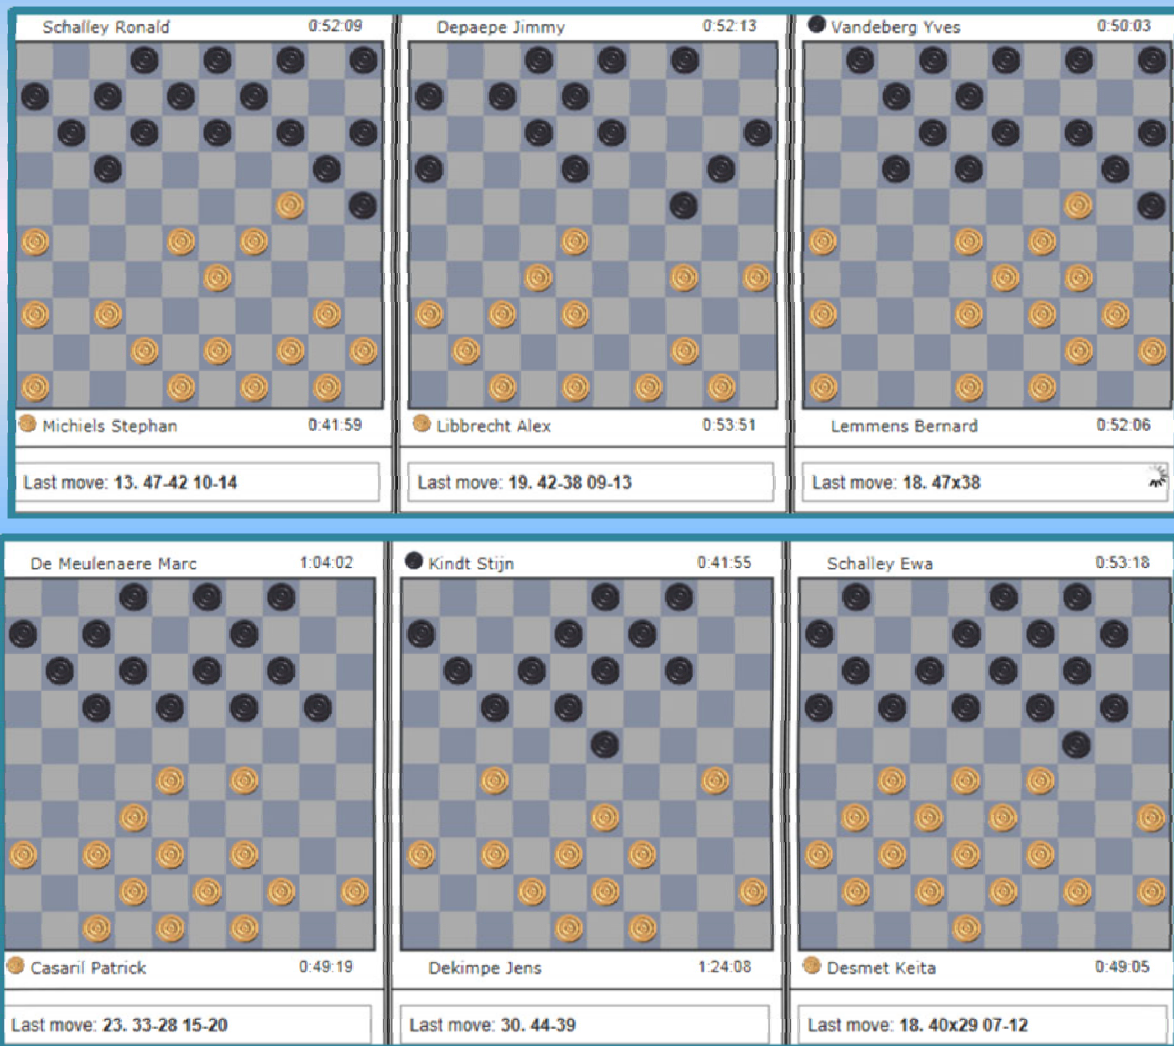 Schalley Ronald 0:52:09
Depaepe Jimmy 0:52:13
Vandeberg Yves 0:50:03
Michiels Stephan 0:41:59
Libbrecht Alex 0:53:51
Lemmens Bernard 0:52:06
Last move: 13. 47-42 10-14
Last move: 19. 42-38 09-13
Last move: 18. 47x38
De Meulenaere Marc 1:04:02
Kindt Stijn 0:41:55
Schalley Ewa 0:53:18
Casaril Patrick 0:49:19
Dekimpe Jens 1:24:08
Desmet Keita 0:49:05
Last move: 23. 33-28 15-20
Last move: 30. 44-39
Last move: 18. 40x29 07-12